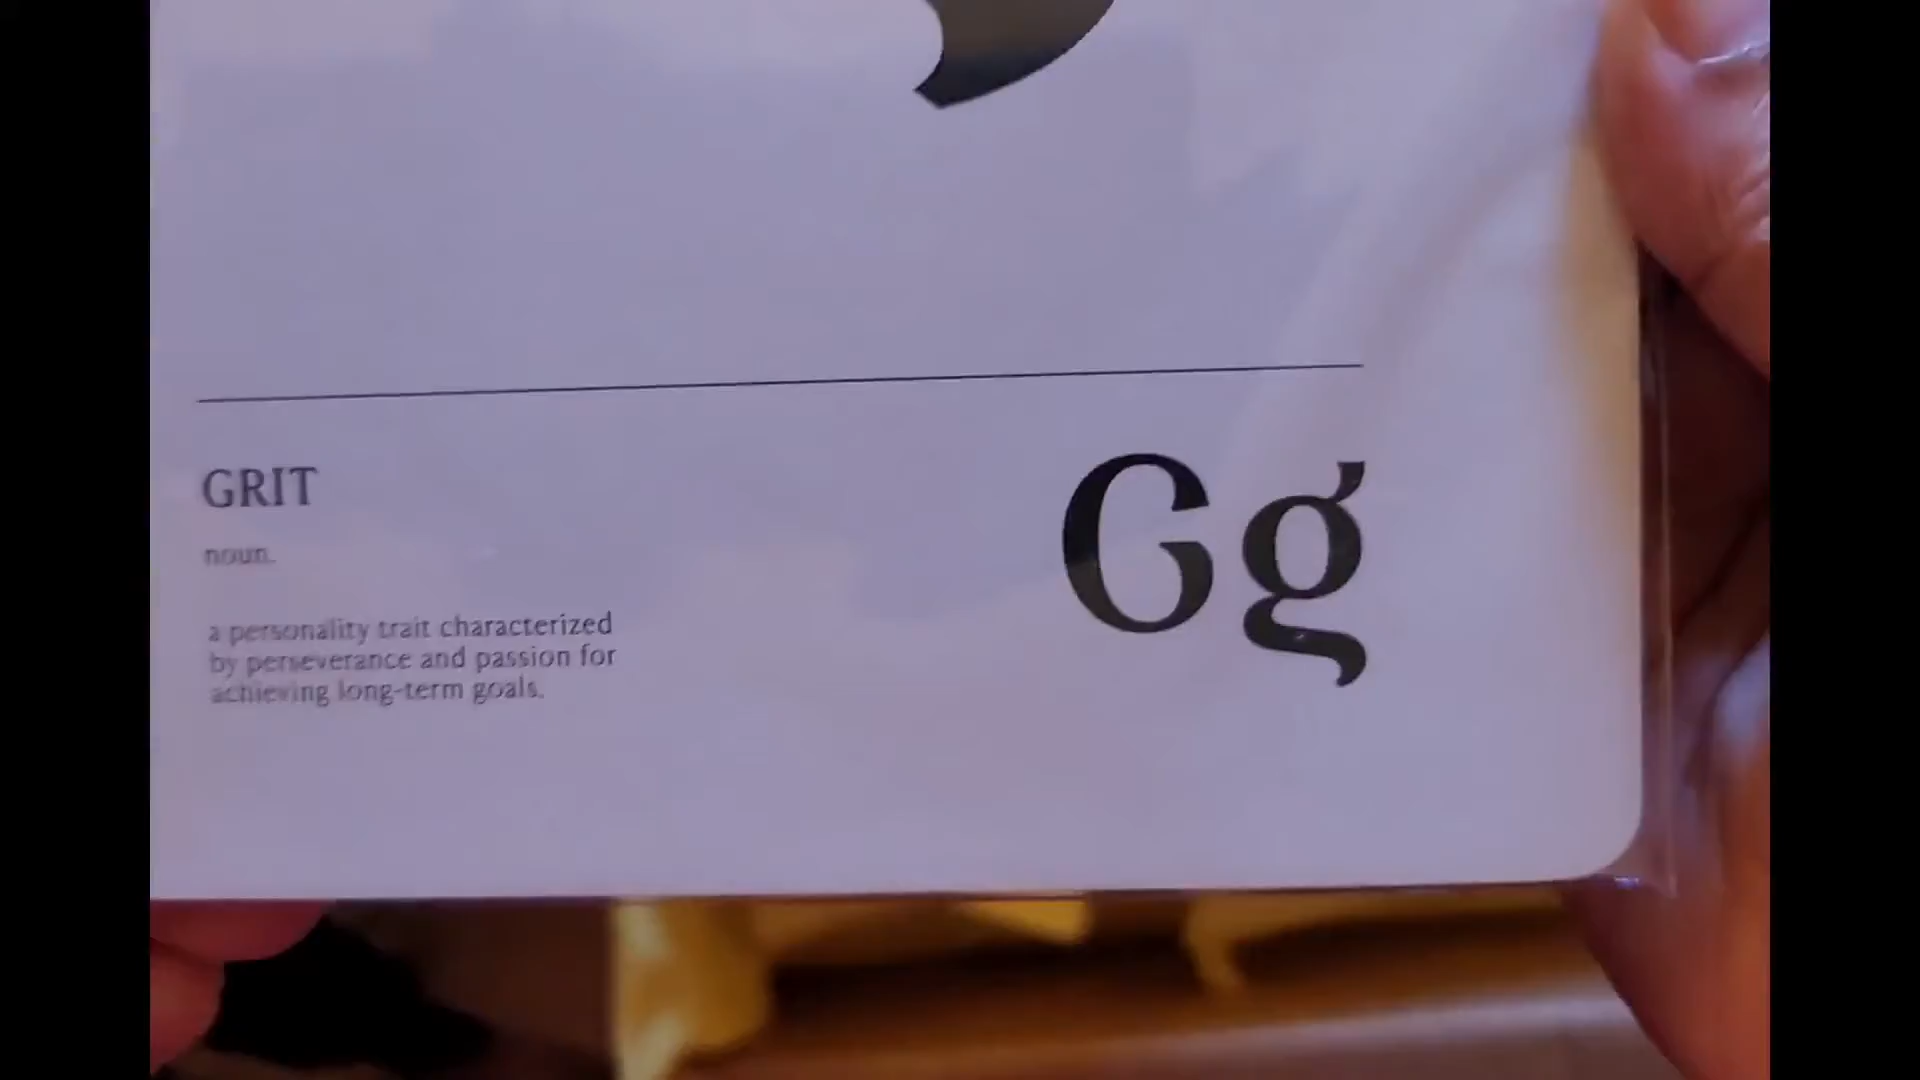 GRIT
Gg
noun.
a personality trait characterized
by perseverance and passion for
achieving long-term goals.